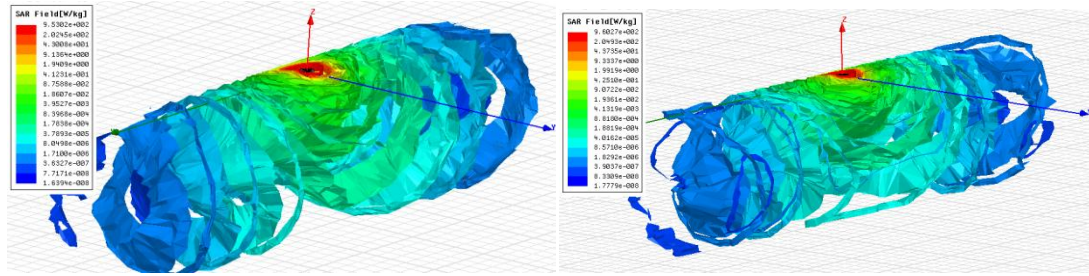 SAR Field[W/kg]
9.5302e+002
2.0245e+002
4.3008e+001
9.1364e+000
1.9409e+000
4.1231e-001
8.7588e-002
1.8607e-002
3.9527e-003
8.3968e-004
1.7838e-004
3.7893e-005
8.0498e-006
1.7100e-006
3.6327e-007
7.7171e-008
1.6394e-008
Z
Y
SAR Field[W/kg]
9.6027e+002
2.0493e+002
4.3735e+001
9.3337e+000
1.9919e+000
4.2510e-001
9.0722e-002
1.9361e-002
4.1319e-003
8.8180e-004
1.8819e-004
4.0162e-005
8.5710e-006
1.8292e-006
3.9037e-007
8.3309e-008
1.7779e-008
Z